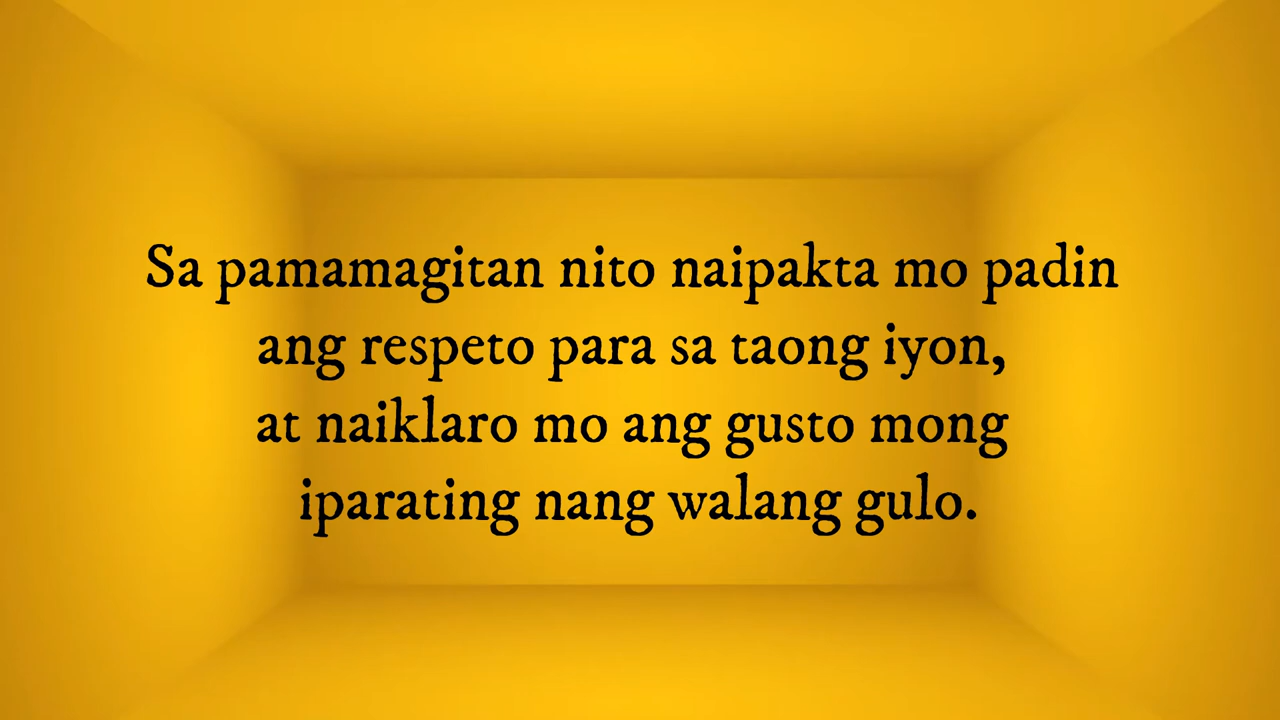 Sa pamamagitan nito naipakta mo padin
ang respeto para sa taong iyon,
at naiklaro mo ang gusto mong
iparating nang walang gulo.